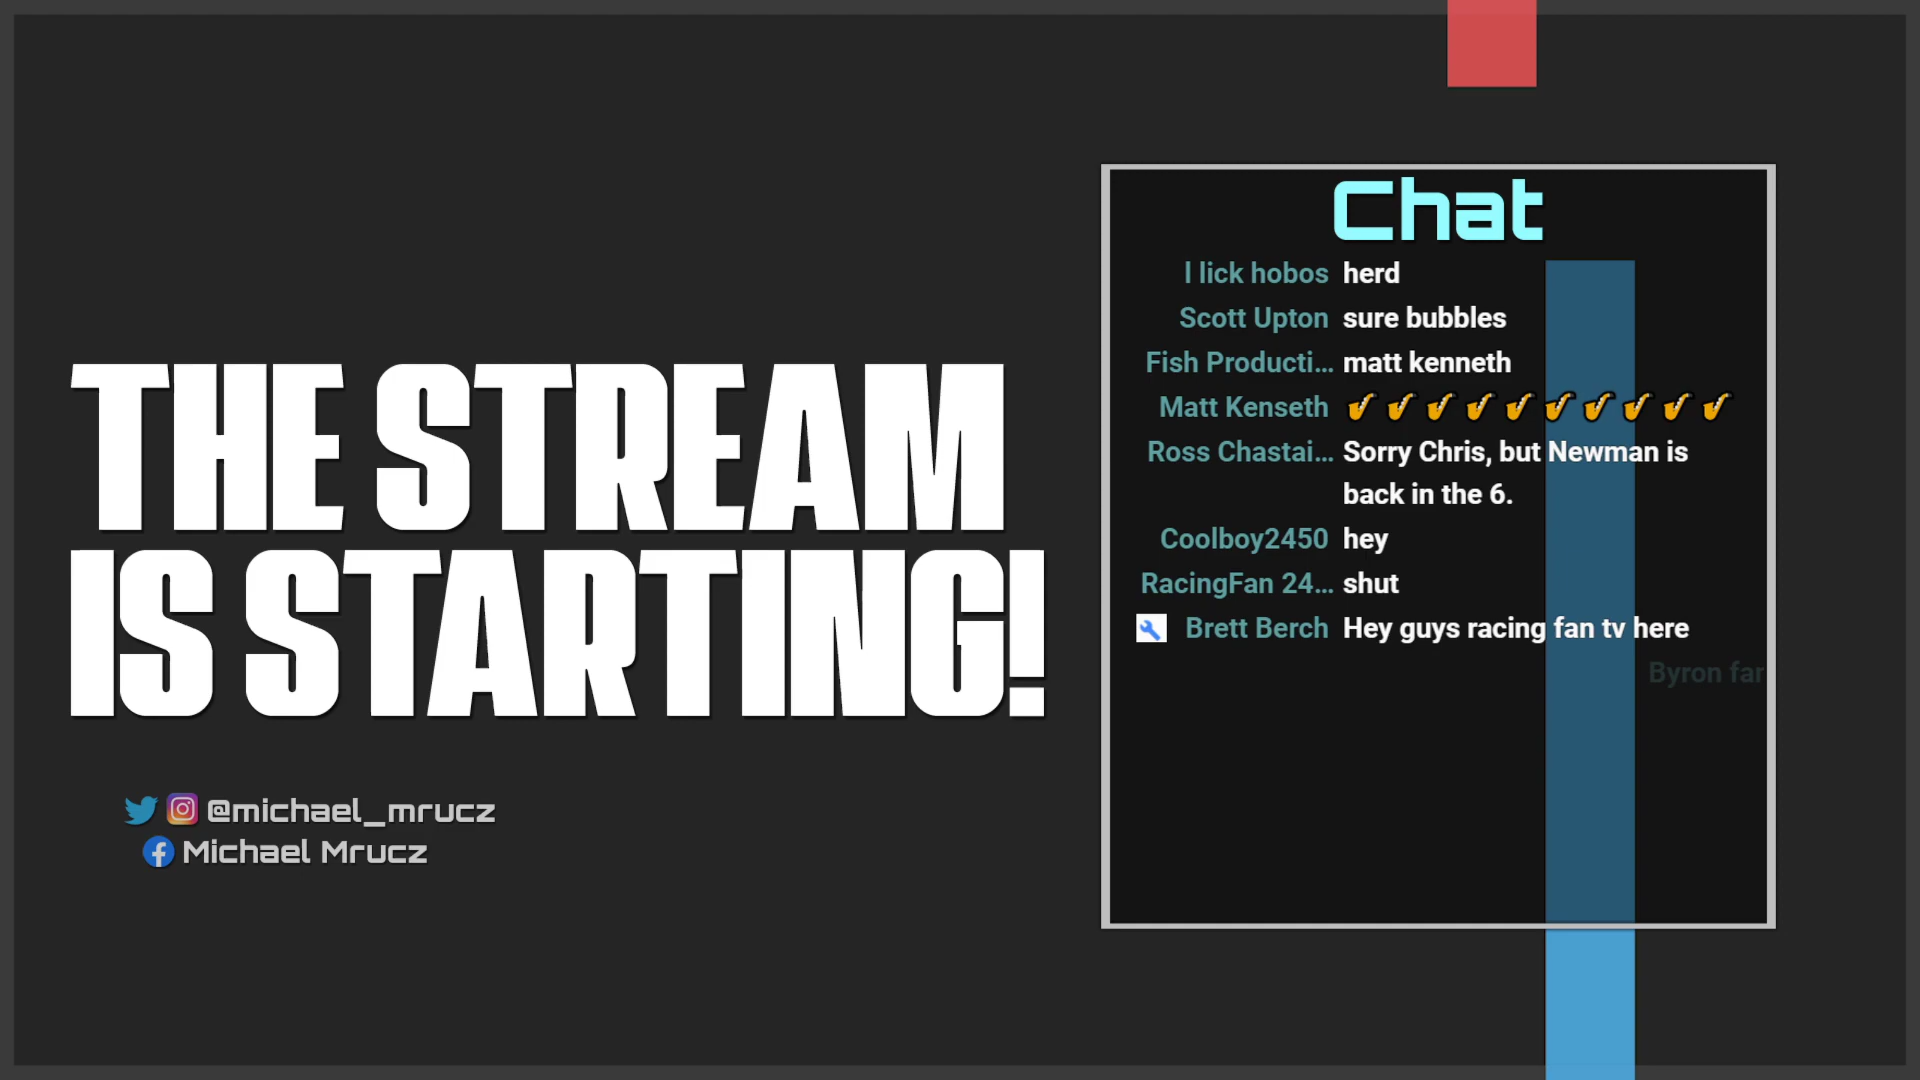 THE STREAM
IS STARTING!
@michael_mrucz
Michael Mrucz
Chat
I lick hobos herd
Scott Upton sure bubbles
Fish Producti... matt kenneth
Matt Kenseth 🎷🎷🎷🎷🎷🎷🎷🎷🎷🎷
Ross Chastai... Sorry Chris, but Newman is
back in the 6.
Coolboy2450 hey
RacingFan 24... shut
Brett Berch Hey guys racing fan tv here
Byron far